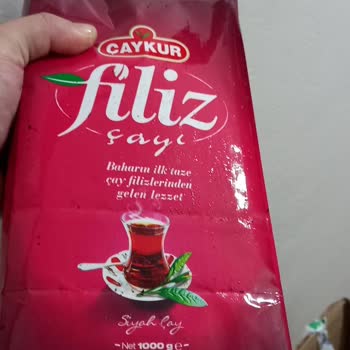 ÇAYKUR
filiz
çayı
Baharın ilk taze
çay filizlerinden
gelen lezzet
Siyah Çay
Net 1000 g e